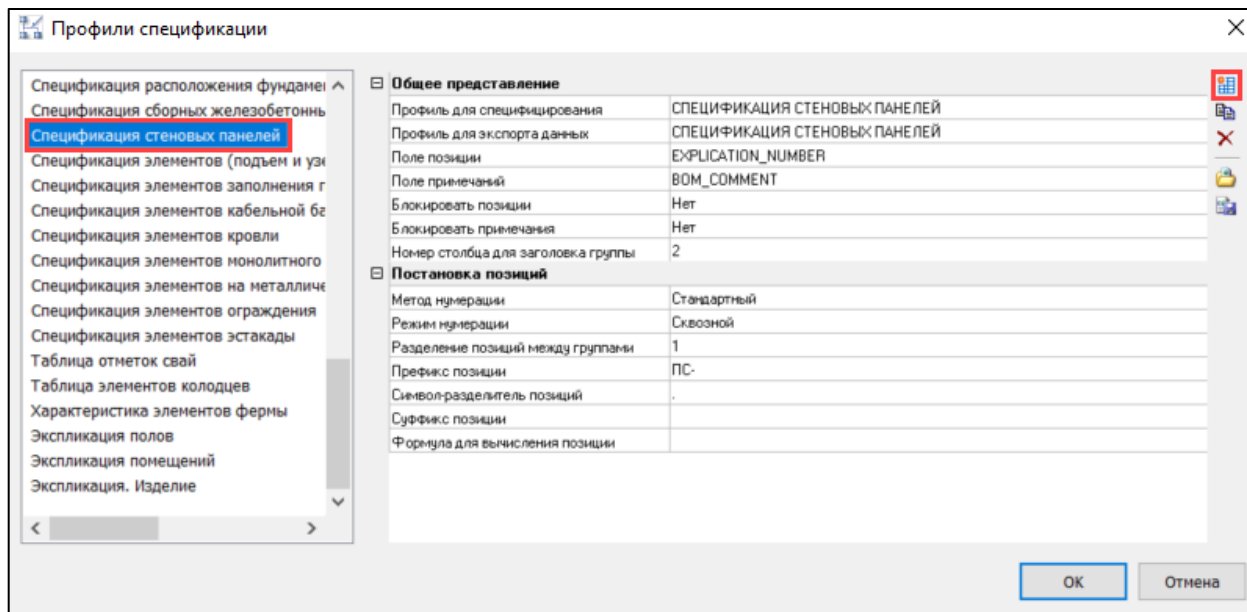 Профили спецификации
Спецификация расположения фундамен
Спецификация сборных железобетоннь
Спецификация стеновых панелей
Спецификация элементов (подъем и узе
Спецификация элементов заполнения г
Спецификация элементов кабельной ба
Спецификация элементов кровли
Спецификация элементов монолитного
Спецификация элементов на металличе
Спецификация элементов ограждения
Спецификация элементов эстакады
Таблица отметок свай
Таблица элементов колодцев
Характеристика элементов фермы
Экспликация полов
Экспликация помещений
Экспликация. Изделие
Общее представление
Профиль для специфицирования СПЕЦИФИКАЦИЯ СТЕНОВЫХ ПАНЕЛЕЙ
Профиль для экспорта данных СПЕЦИФИКАЦИЯ СТЕНОВЫХ ПАНЕЛЕЙ
Поле позиции EXPLICATION_NUMBER
Поле примечаний BOM_COMMENT
Блокировать позиции Нет
Блокировать примечания Нет
Номер столбца для заголовка группы 2
Постановка позиций
Метод нумерации Стандартный
Режим нумерации Сквозной
Разделение позиций между группами 1
Префикс позиции ПС-
Символ-разделитель позиций .
Суффикс позиции
Формула для вычисления позиции
ОК Отмена